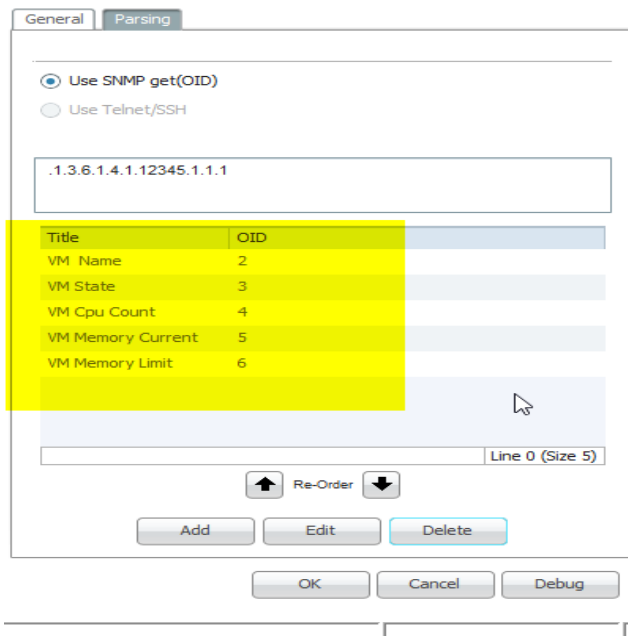 General Parsing
Use SNMP get(OID)
Use Telnet/SSH
.1.3.6.1.4.1.12345.1.1.1
Title OID
VM Name 2
VM State 3
VM Cpu Count 4
VM Memory Current 5
VM Memory Limit 6
Line 0 (Size 5)
Re-Order
Add Edit Delete
OK Cancel Debug